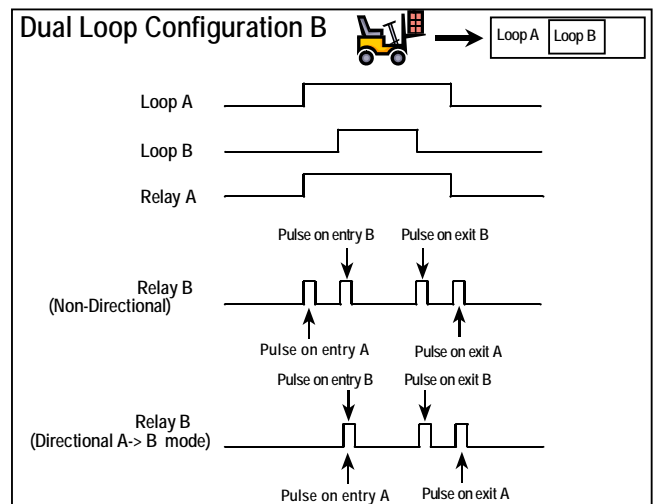 Dual Loop Configuration B
Loop A
Loop B
Loop A
Loop B
Relay A
Pulse on entry B
Pulse on exit B
Relay B
(Non-Directional)
Pulse on entry A
Pulse on exit A
Pulse on entry B
Pulse on exit B
Relay B
(Directional A-> B mode)
Pulse on entry A
Pulse on exit A